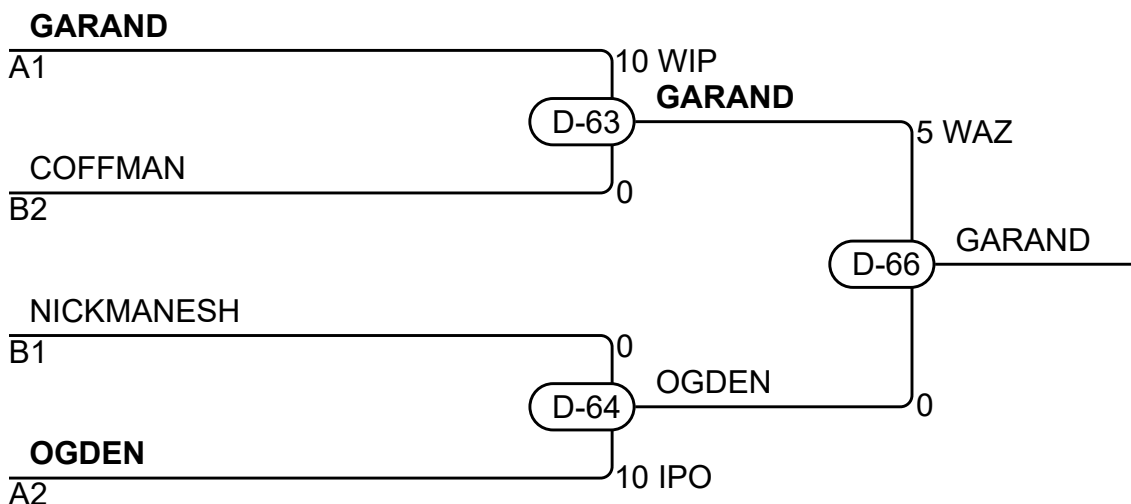 GARAND
A1
10 WIP
GARAND
D-63
5 WAZ
COFFMAN
B2
0
GARAND
D-66
NICKMANESH
B1
0
OGDEN
D-64
0
OGDEN
A2
10 IPO